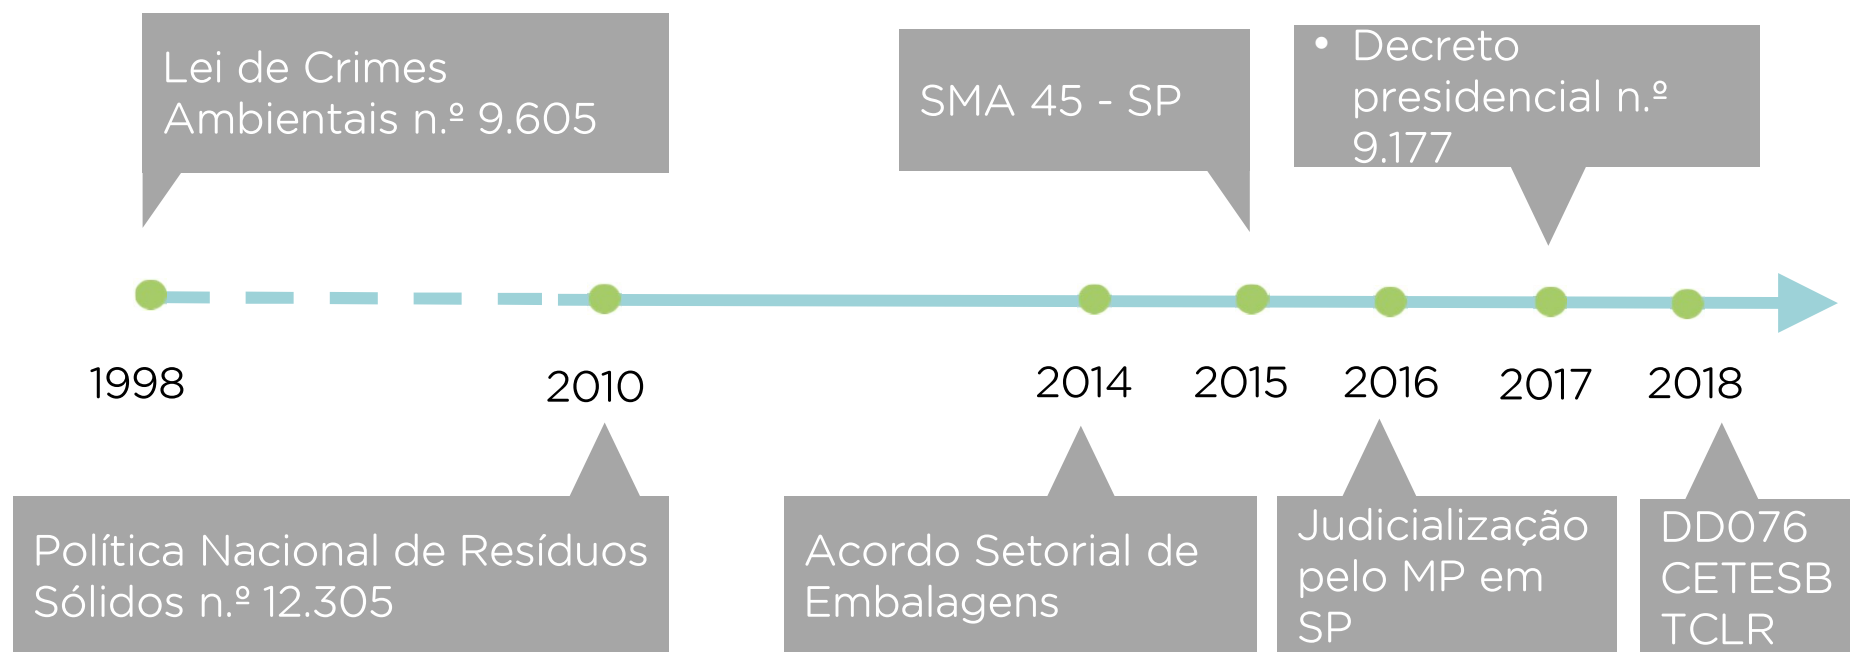 Lei de Crimes
Ambientais n.º 9.605
SMA 45 - SP
• Decreto
presidencial n.º
9.177
1998
2010
2014
2015
2016
2017
2018
Política Nacional de Resíduos
Sólidos n.º 12.305
Acordo Setorial de
Embalagens
Judicialização
pelo MP em
SP
DD076
CETESB
TCLR